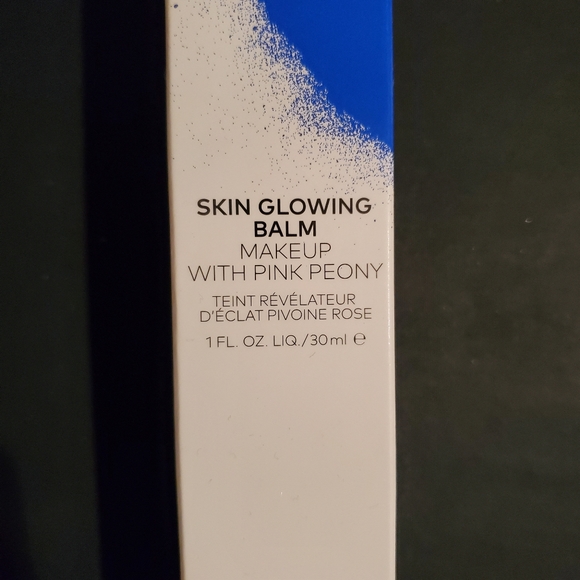 SKIN GLOWING
BALM
MAKEUP
WITH PINK PEONY
TEINT RÉVÉLATEUR
D'ÉCLAT PIVOINE ROSE
1 FL. OZ. LIQ./30ml ℮